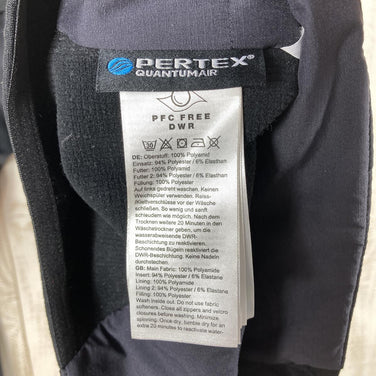 PERTEX®
QUANTUMAIR
PFC FREE
DWR
30
DE: Oberstoff: 100% Polyamid
Einsatz: 94% Polyester / 6% Elasthan
Futter: 100% Polyamid
Futter 2: 94% Polyester / 6% Elasthan
Füllung: 100% Polyester
Auf links gedreht waschen. Keinen
Weichspüler verwenden. Reiss-
/Klettverschlüsse vor der Wäsche
schließen. So wenig und sanft
schleudern wie möglich. Nach dem
Trocknen weitere 20 Minuten in den
Wäschetrockner geben, um die
wasserabweisende DWR-
Beschichtung zu reaktivieren.
Schonendes Bügeln reaktiviert die
DWR-Beschichtung. Keine Nadeln
durchstechen.
GB: Main Fabric: 100% Polyamide
Insert: 94% Polyester / 6% Elastane
Lining: 100% Polyamide
Lining 2: 94% Polyester / 6% Elastane
Filling: 100% Polyester
Wash inside out. Do not use fabric
softeners. Close all zippers and velcro
closures before washing. Minimize
spinning. Once dry, tumble dry for an
extra 20 minutes to reactivate water-